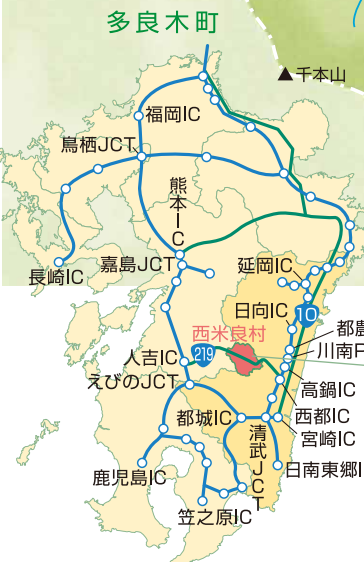 多良木町
▲千本山
福岡IC
鳥栖JCT
熊本IC
長崎IC
嘉島JCT
延岡IC
日向IC
10
西米良村
219
都農
川南P
人吉IC
えびのJCT
高鍋IC
西都IC
都城IC
宮崎IC
清武JCT
鹿児島IC
日南東郷I
笠之原IC